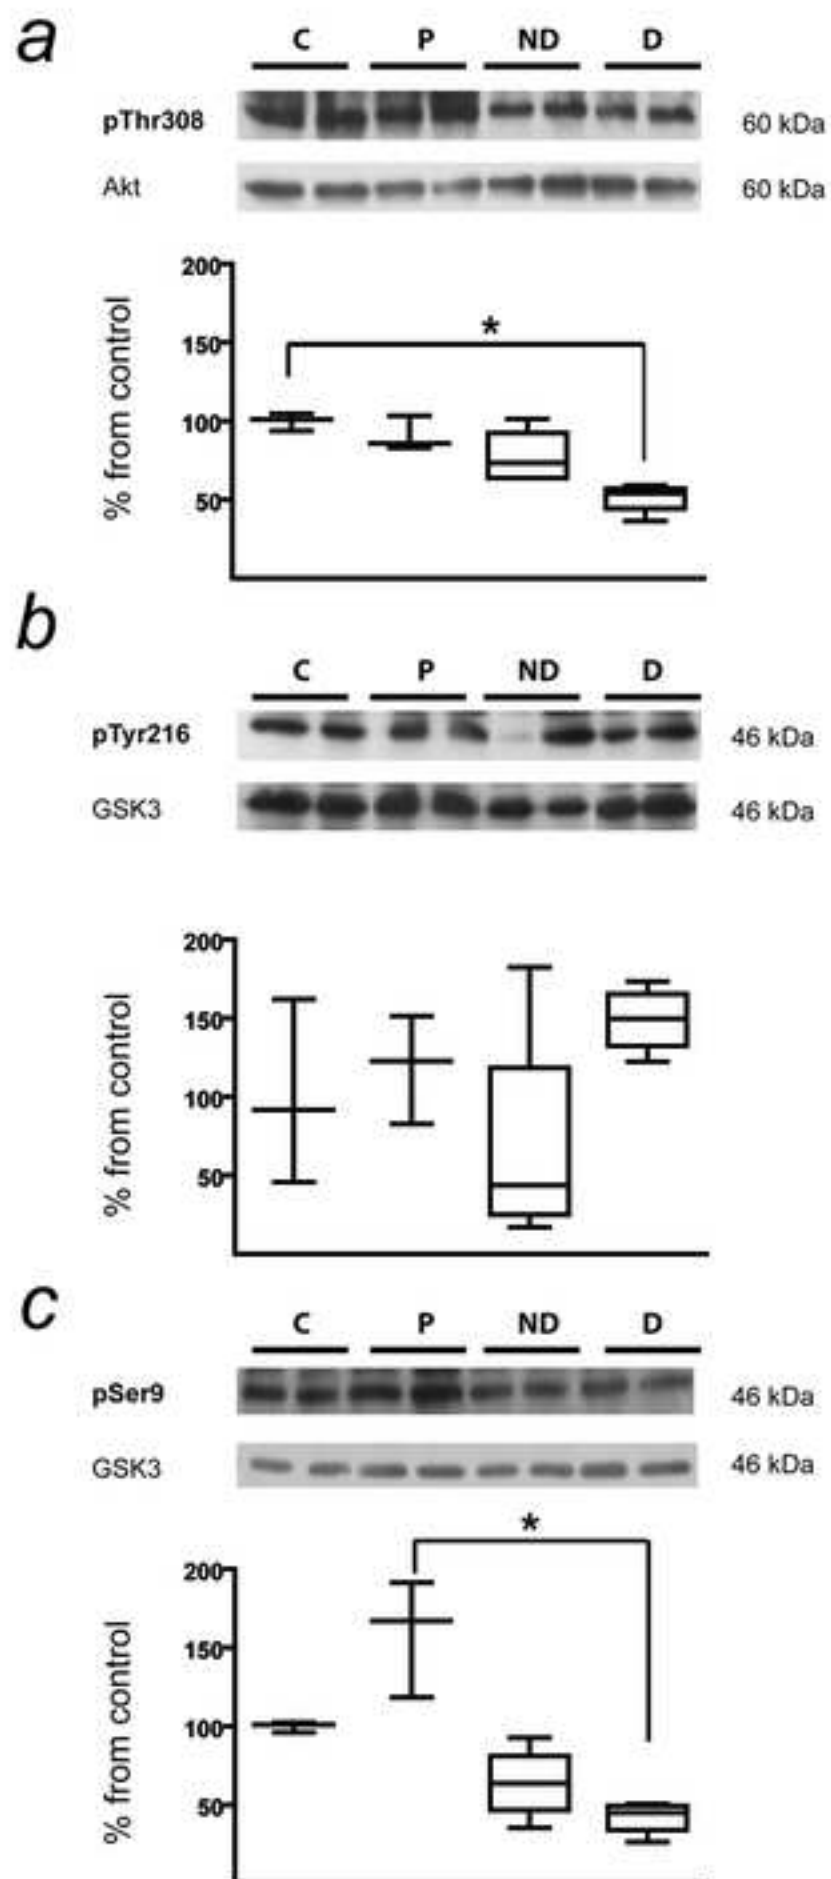 a
C P ND D
pThr308 60 kDa
Akt 60 kDa
200
*
150
100
50
% from control
b
C P ND D
pTyr216 46 kDa
GSK3 46 kDa
200
150
100
50
% from control
c
C P ND D
pSer9 46 kDa
GSK3 46 kDa
*
200
150
100
50
% from control